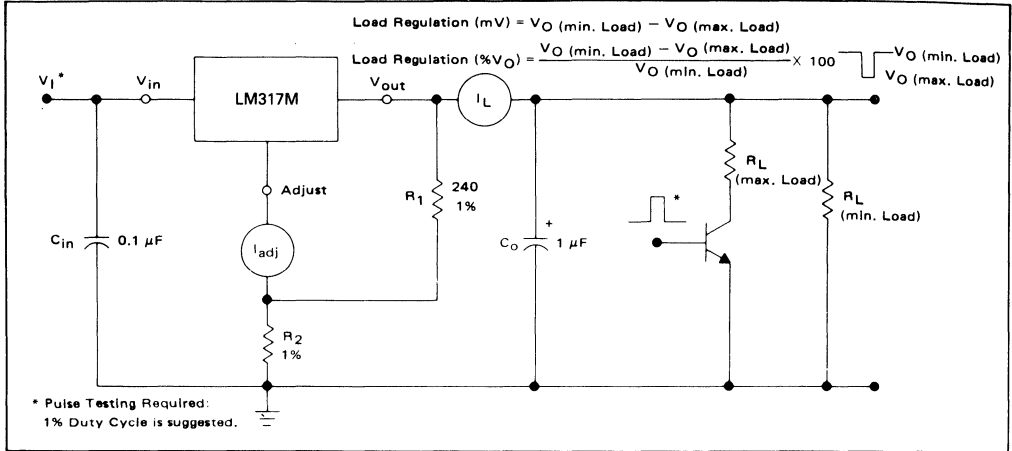 Load Regulation (mV) = VO (min. Load) − VO (max. Load)
Load Regulation (%VO) = VO (min. Load) − VO (max. Load) / VO (min. Load) X 100
VO (min. Load)
VO (max. Load)
VI*
Vin
LM317M
Vout
IL
Adjust
R1
240
1%
RL
(max. Load)
RL
(min. Load)
*
Cin
0.1 μF
Iadj
CO
+
1 μF
R2
1%
* Pulse Testing Required:
1% Duty Cycle is suggested.